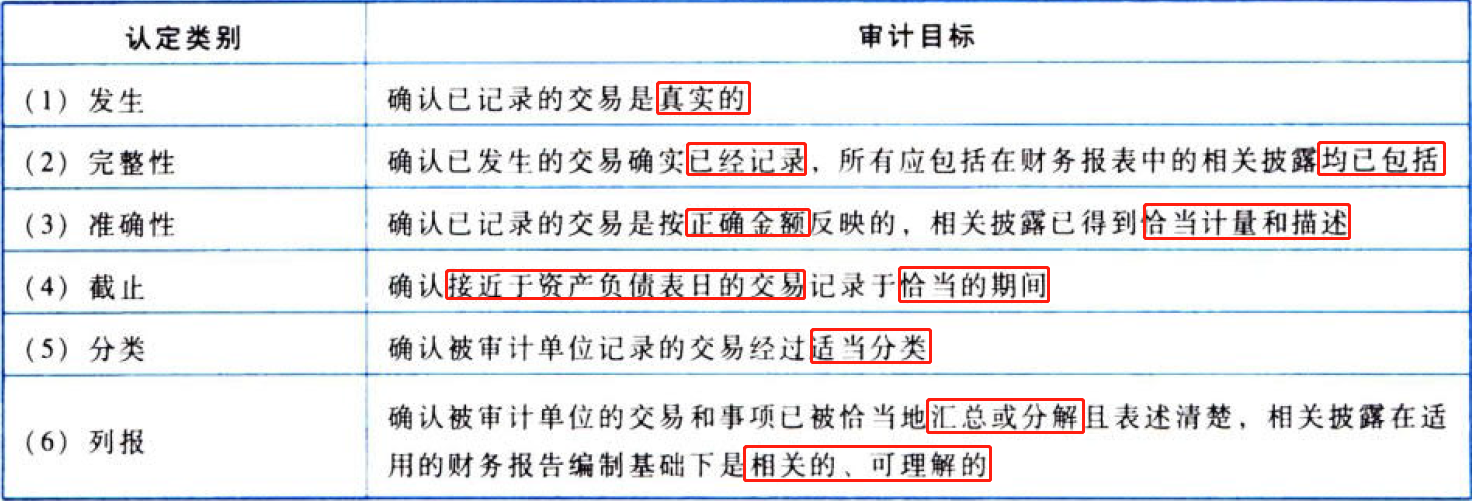 认定类别 审计目标
(1) 发生 确认已记录的交易是真实的
(2) 完整性 确认已发生的交易确实已经记录，所有应包括在财务报表中的相关披露均已包括
(3) 准确性 确认已记录的交易是按正确金额反映的，相关披露已得到恰当计量和描述
(4) 截止 确认接近于资产负债表日的交易记录于恰当的期间
(5) 分类 确认被审计单位记录的交易经过适当分类
(6) 列报 确认被审计单位的交易和事项已被恰当地汇总或分解且表述清楚，相关披露在适
用的财务报告编制基础下是相关的、可理解的